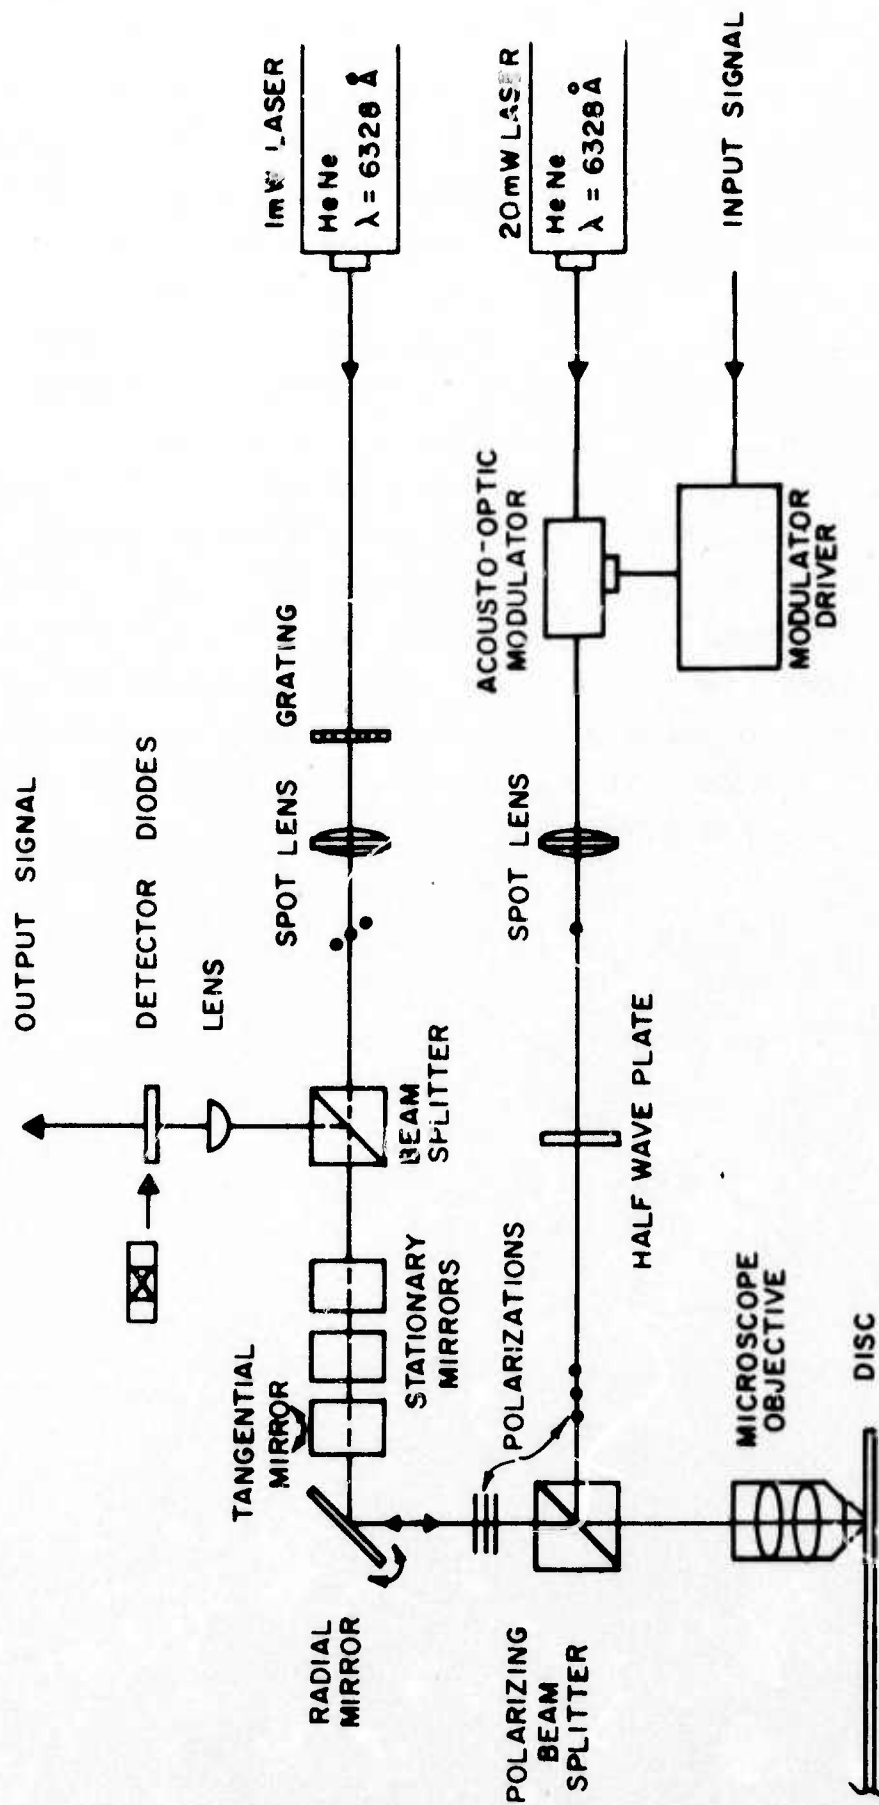 OUTPUT SIGNAL
DETECTOR DIODES
LENS
SPOT LENS
GRATING
1mW LASER
HeNe
λ = 6328 Å
BEAM
SPLITTER
STATIONARY
MIRRORS
TANGENTIAL
MIRROR
RADIAL
MIRROR
POLARIZATIONS
POLARIZING
BEAM
SPLITTER
HALF WAVE PLATE
SPOT LENS
ACOUSTO-OPTIC
MODULATOR
20mW LASER
HeNe
λ = 6328 Å
MODULATOR
DRIVER
INPUT SIGNAL
MICROSCOPE
OBJECTIVE
DISC